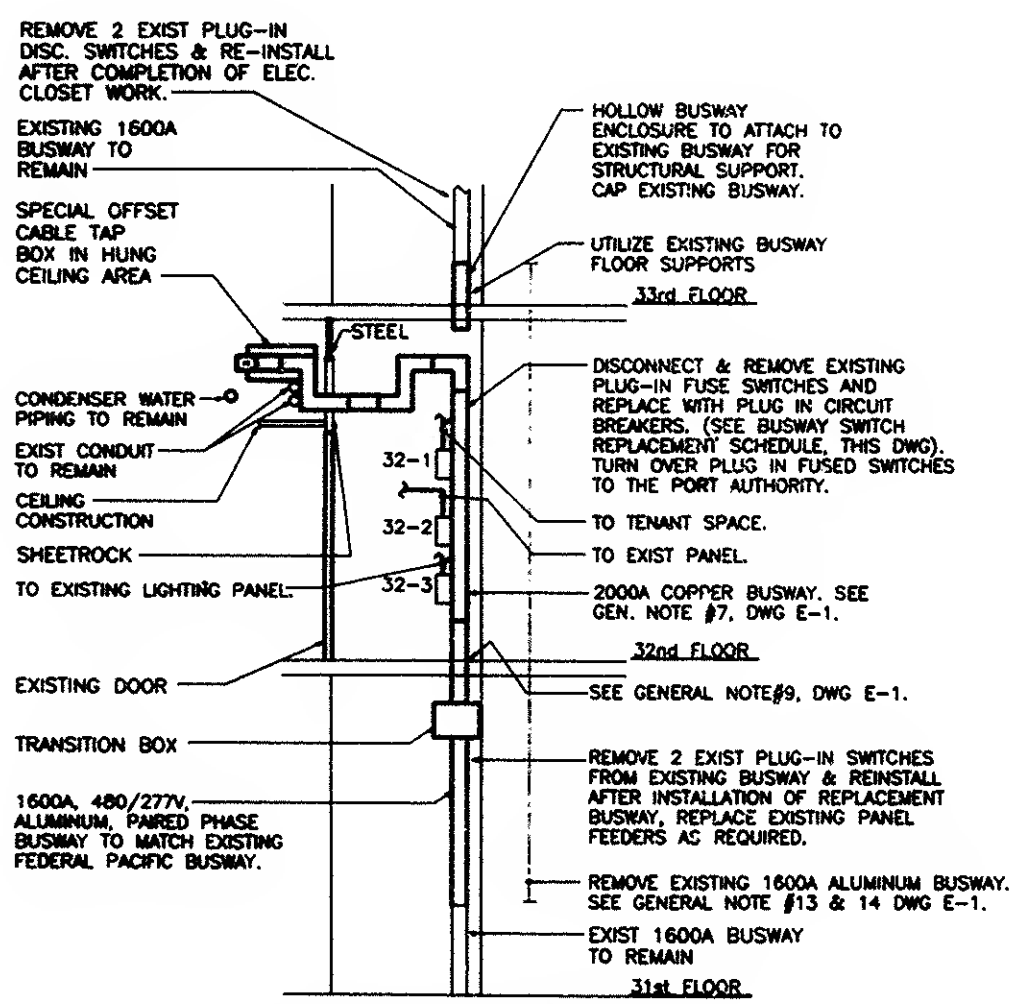 REMOVE 2 EXIST PLUG-IN
DISC. SWITCHES & RE-INSTALL
AFTER COMPLETION OF ELEC.
CLOSET WORK.
EXISTING 1600A
BUSWAY TO
REMAIN
SPECIAL OFFSET
CABLE TAP
BOX IN HUNG
CEILING AREA
STEEL
CONDENSER WATER
PIPING TO REMAIN
EXIST CONDUIT
TO REMAIN
CEILING
CONSTRUCTION
SHEETROCK
TO EXISTING LIGHTING PANEL.
32-1
32-2
32-3
EXISTING DOOR
TRANSITION BOX
1600A, 480/277V,
ALUMINUM, PAIRED PHASE
BUSWAY TO MATCH EXISTING
FEDERAL PACIFIC BUSWAY.
HOLLOW BUSWAY
ENCLOSURE TO ATTACH TO
EXISTING BUSWAY FOR
STRUCTURAL SUPPORT.
CAP EXISTING BUSWAY.
UTILIZE EXISTING BUSWAY
FLOOR SUPPORTS
33rd FLOOR
DISCONNECT & REMOVE EXISTING
PLUG-IN FUSE SWITCHES AND
REPLACE WITH PLUG IN CIRCUIT
BREAKERS. (SEE BUSWAY SWITCH
REPLACEMENT SCHEDULE, THIS DWG).
TURN OVER PLUG IN FUSED SWITCHES
TO THE PORT AUTHORITY.
TO TENANT SPACE.
TO EXIST PANEL.
2000A COPPER BUSWAY. SEE
GEN. NOTE #7, DWG E-1.
32nd FLOOR
SEE GENERAL NOTE#9, DWG E-1.
REMOVE 2 EXIST PLUG-IN SWITCHES
FROM EXISTING BUSWAY & REINSTALL
AFTER INSTALLATION OF REPLACEMENT
BUSWAY, REPLACE EXISTING PANEL
FEEDERS AS REQUIRED.
REMOVE EXISTING 1600A ALUMINUM BUSWAY.
SEE GENERAL NOTE #13 & 14 DWG E-1.
EXIST 1600A BUSWAY
TO REMAIN
31st FLOOR